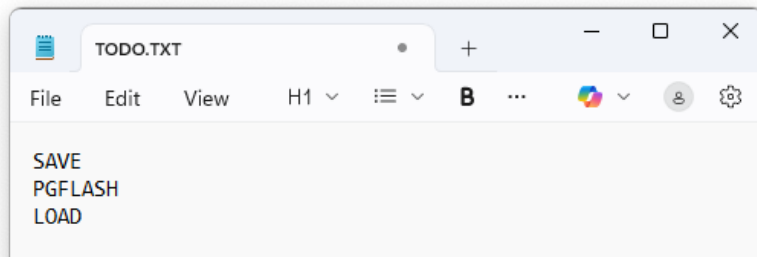 TODO.TXT
File Edit View H1 B ...
SAVE
PGFLASH
LOAD